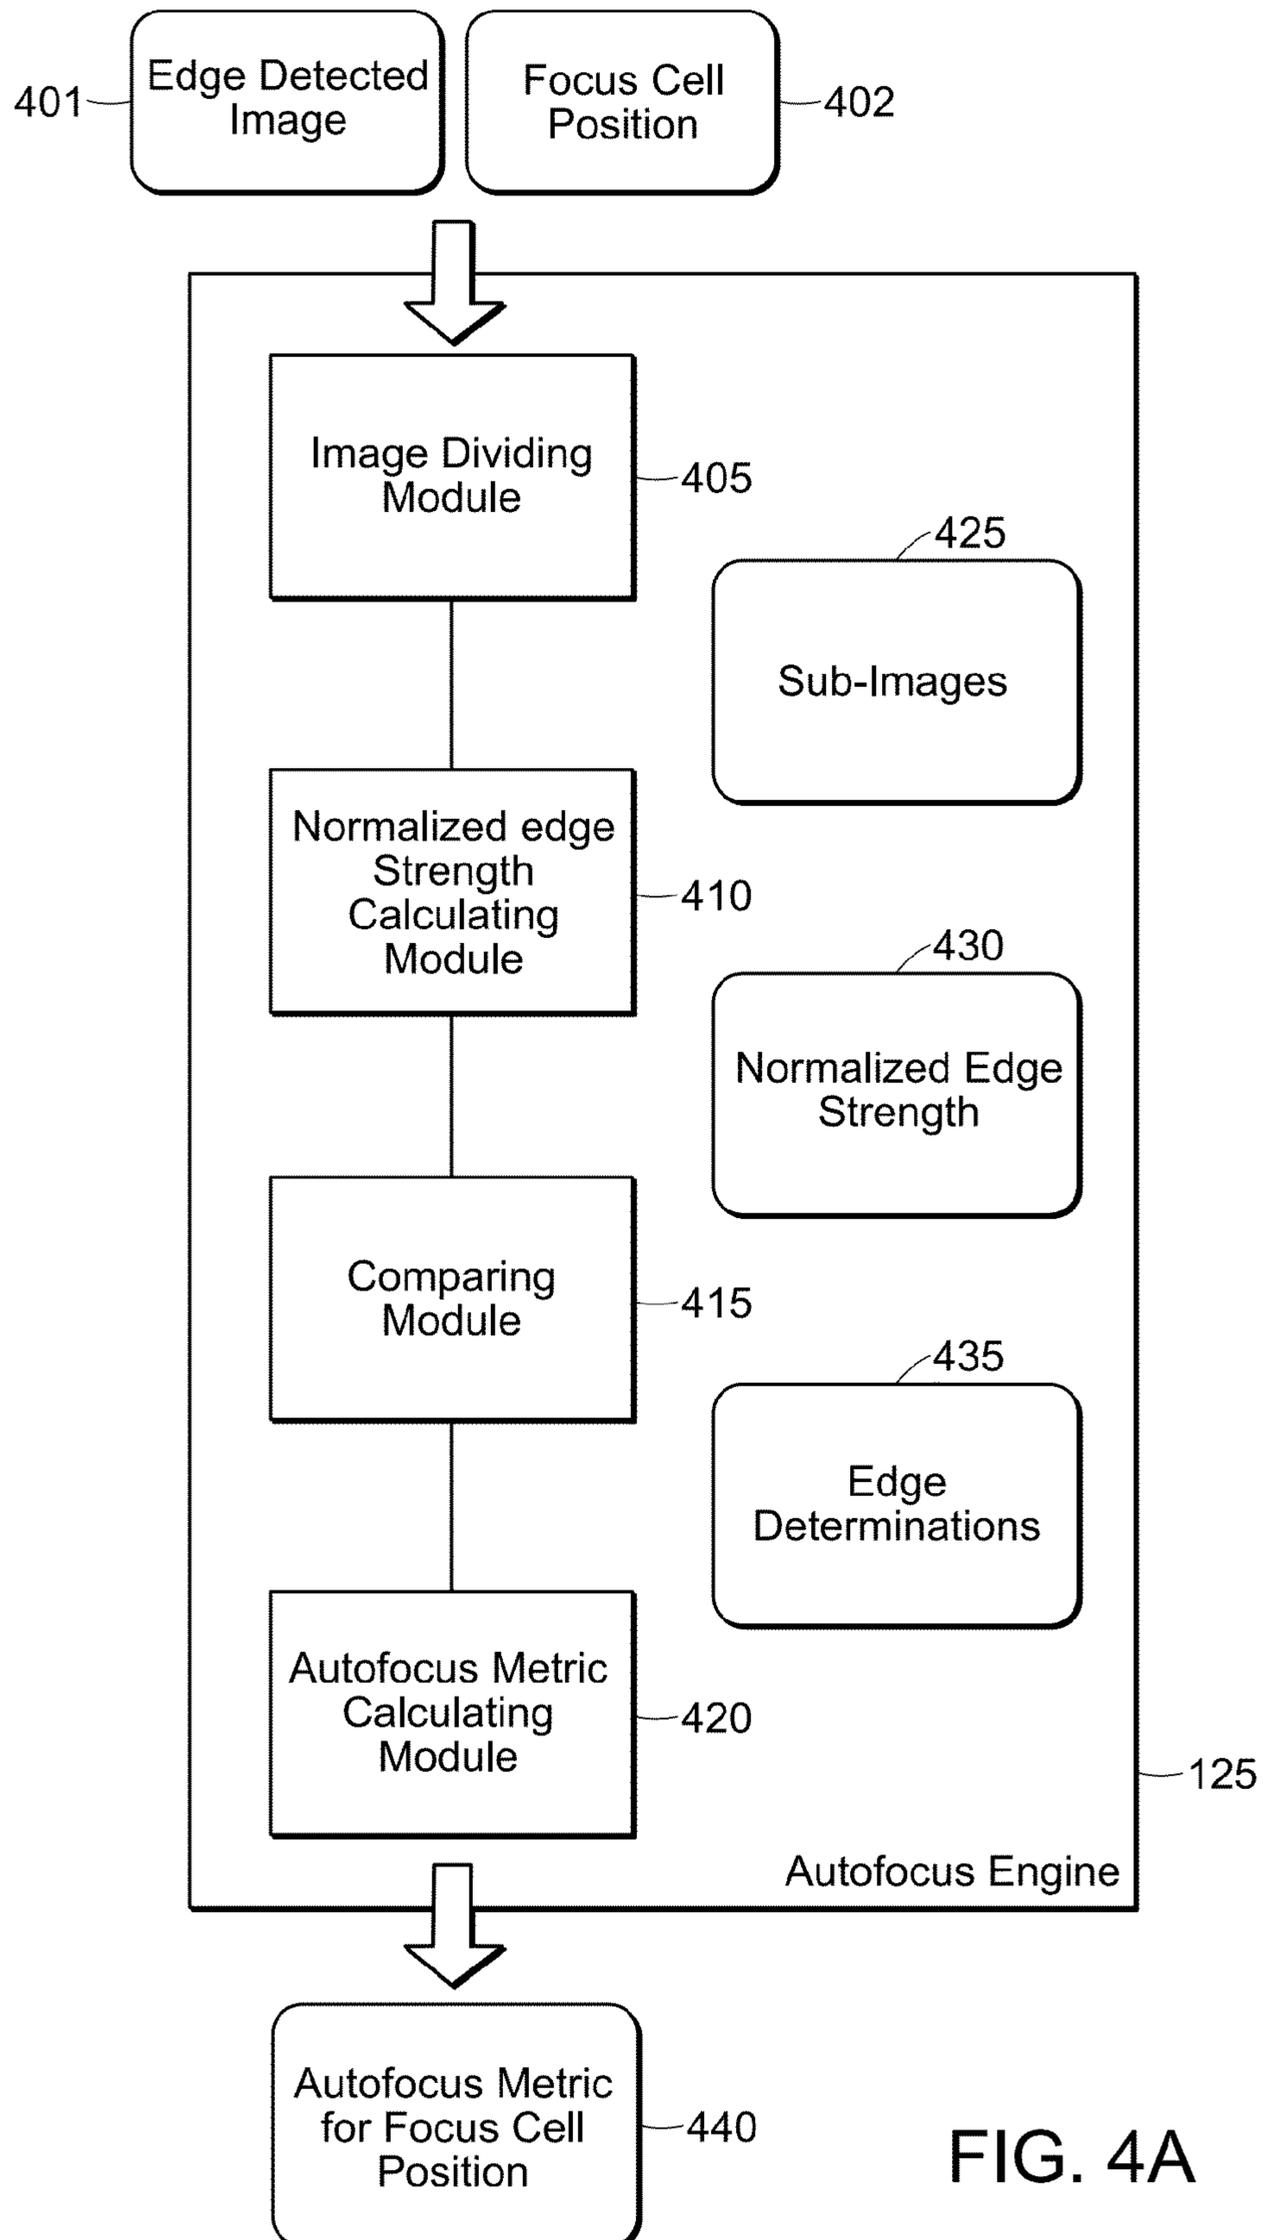 Edge Detected
Image
401
Focus Cell
Position
402
Image Dividing
Module
405
425
Sub-Images
Normalized edge
Strength
Calculating
Module
410
430
Normalized Edge
Strength
Comparing
Module
415
435
Edge
Determinations
Autofocus Metric
Calculating
Module
420
125
Autofocus Engine
Autofocus Metric
for Focus Cell
Position
440
FIG. 4A